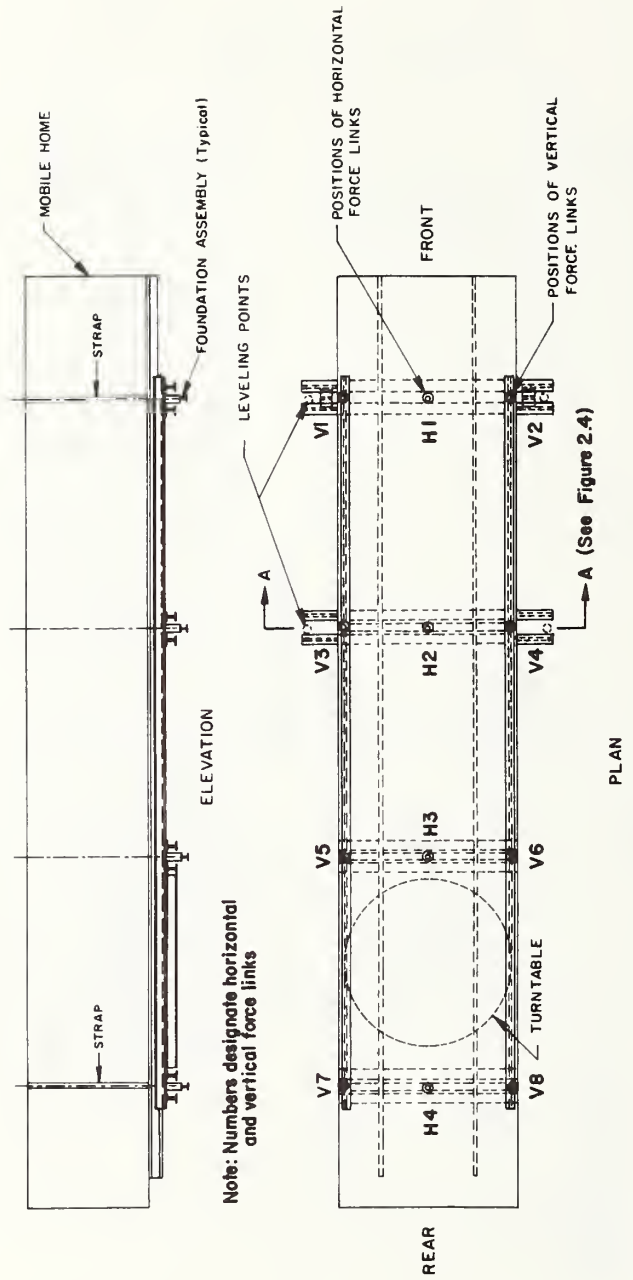 MOBILE HOME
STRAP
FOUNDATION ASSEMBLY (Typical)
STRAP
ELEVATION
Note: Numbers designate horizontal
and vertical force links
LEVELING POINTS
A
POSITIONS OF HORIZONTAL
FORCE LINKS
V7
V5
V3
V1
REAR
H4
H3
H2
H1
FRONT
V8
V6
V4
V2
TURNTABLE
POSITIONS OF VERTICAL
FORCE LINKS
A (See Figure 2.4)
PLAN